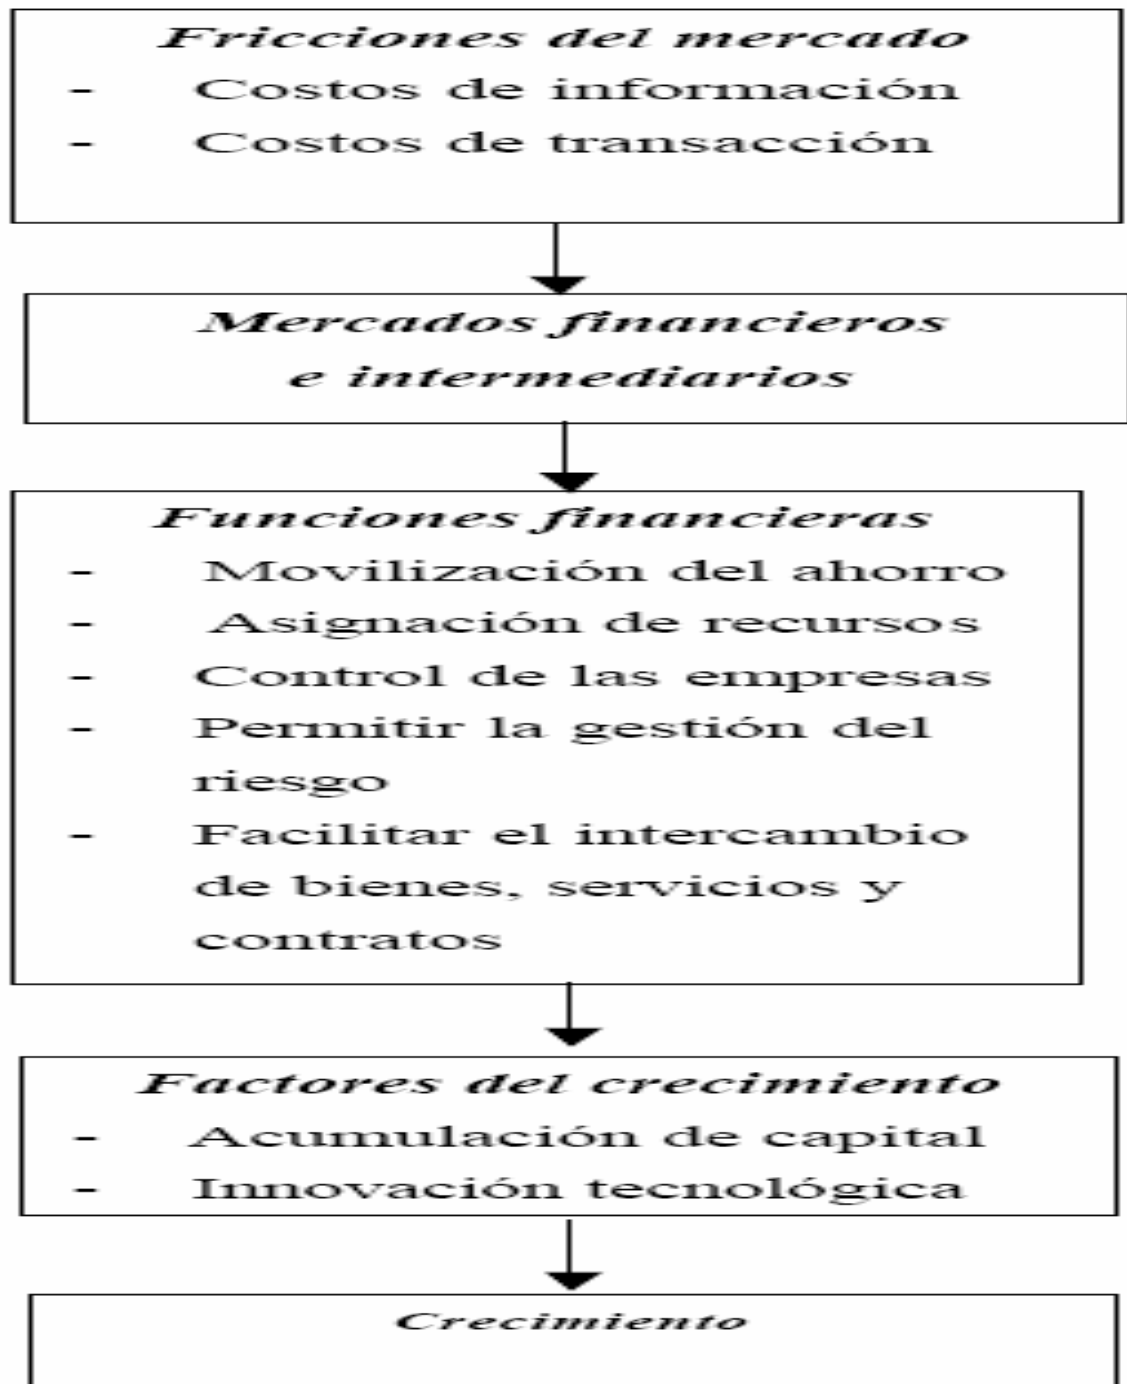 Fricciones del mercado
- Costos de información
- Costos de transacción
Mercados financieros
e intermediarios
Funciones financieras
- Movilización del ahorro
- Asignación de recursos
- Control de las empresas
- Permitir la gestión del
riesgo
- Facilitar el intercambio
de bienes, servicios y
contratos
Factores del crecimiento
- Acumulación de capital
- Innovación tecnológica
Crecimiento